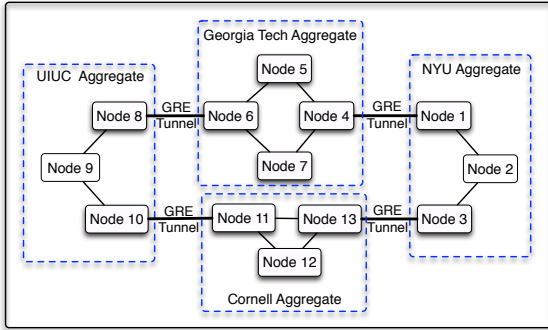 Georgia Tech Aggregate
UIUC  Aggregate
NYU Aggregate
Node 5
Node 8
GRE
Tunnel
Node 6
Node 4
GRE
Tunnel
Node 1
Node 9
Node 7
Node 2
Node 10
GRE
Tunnel
Node 11
Node 13
GRE
Tunnel
Node 3
Node 12
Cornell Aggregate